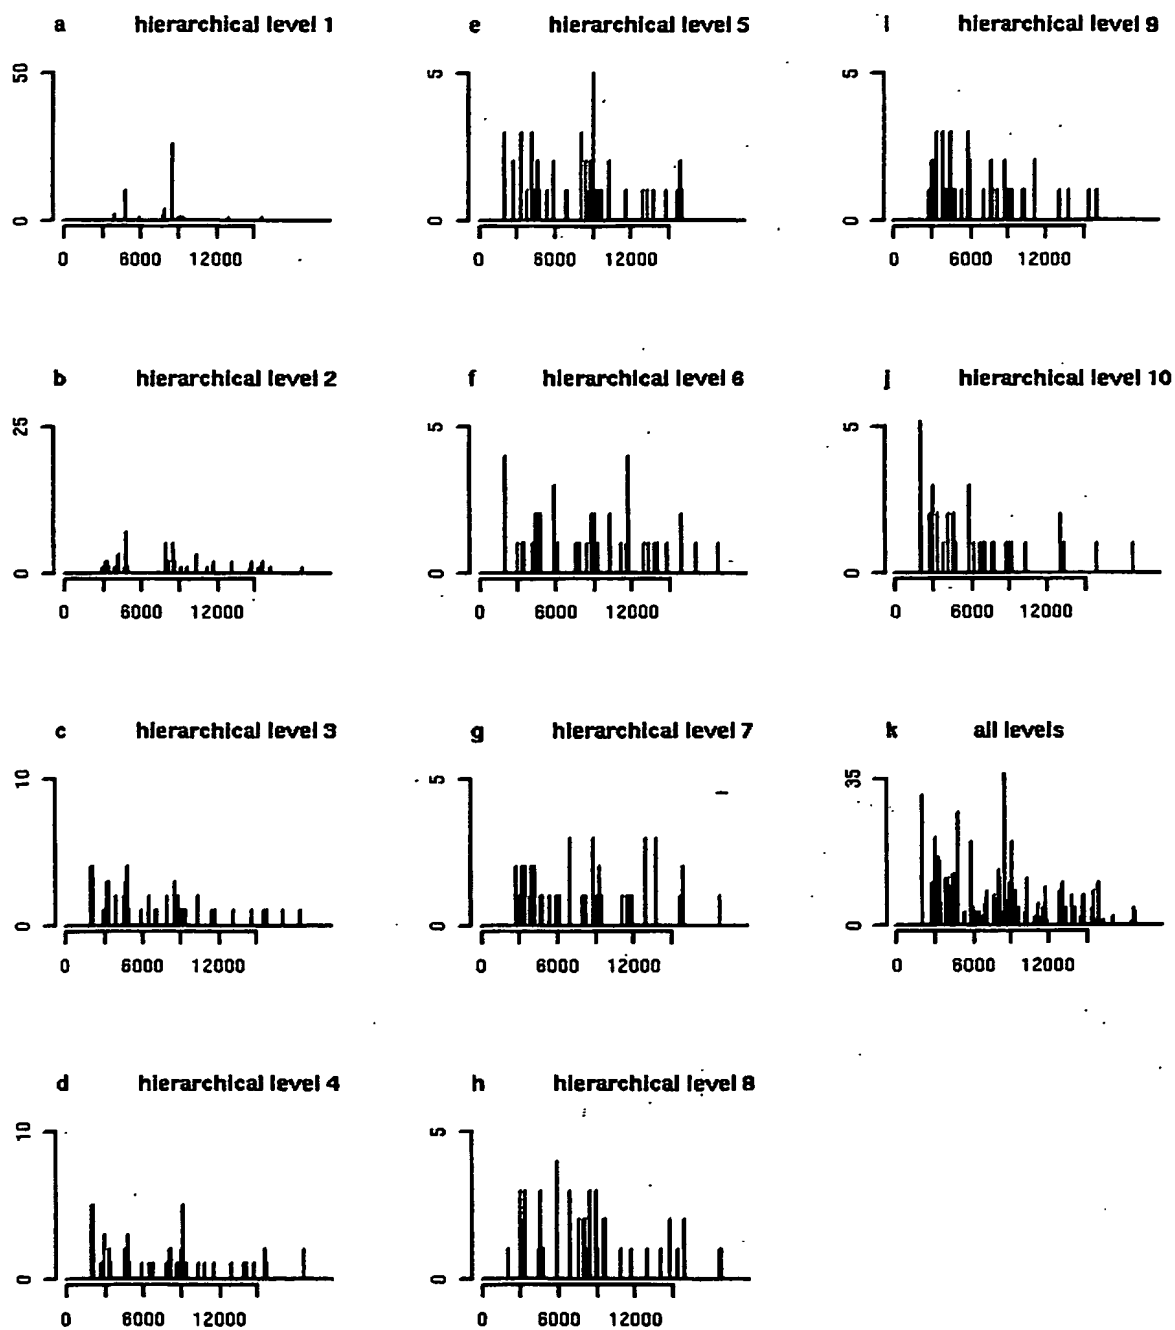 a hierarchical level 1
50
0
0 6000 12000
b hierarchical level 2
25
0
0 6000 12000
c hierarchical level 3
10
0
0 6000 12000
d hierarchical level 4
10
0
0 6000 12000
e hierarchical level 5
5
0
0 6000 12000
f hierarchical level 6
5
0
0 6000 12000
g hierarchical level 7
5
0
0 6000 12000
h hierarchical level 8
5
0
0 6000 12000
i hierarchical level 9
5
0
0 6000 12000
j hierarchical level 10
5
0
0 6000 12000
k all levels
35
0
0 6000 12000